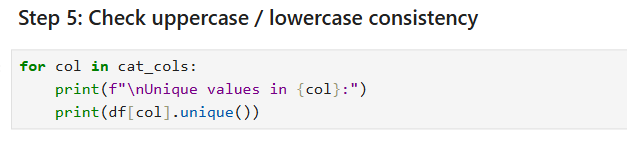 Step 5: Check uppercase / lowercase consistency
for col in cat_cols:
    print(f"\nUnique values in {col}:")
    print(df[col].unique())